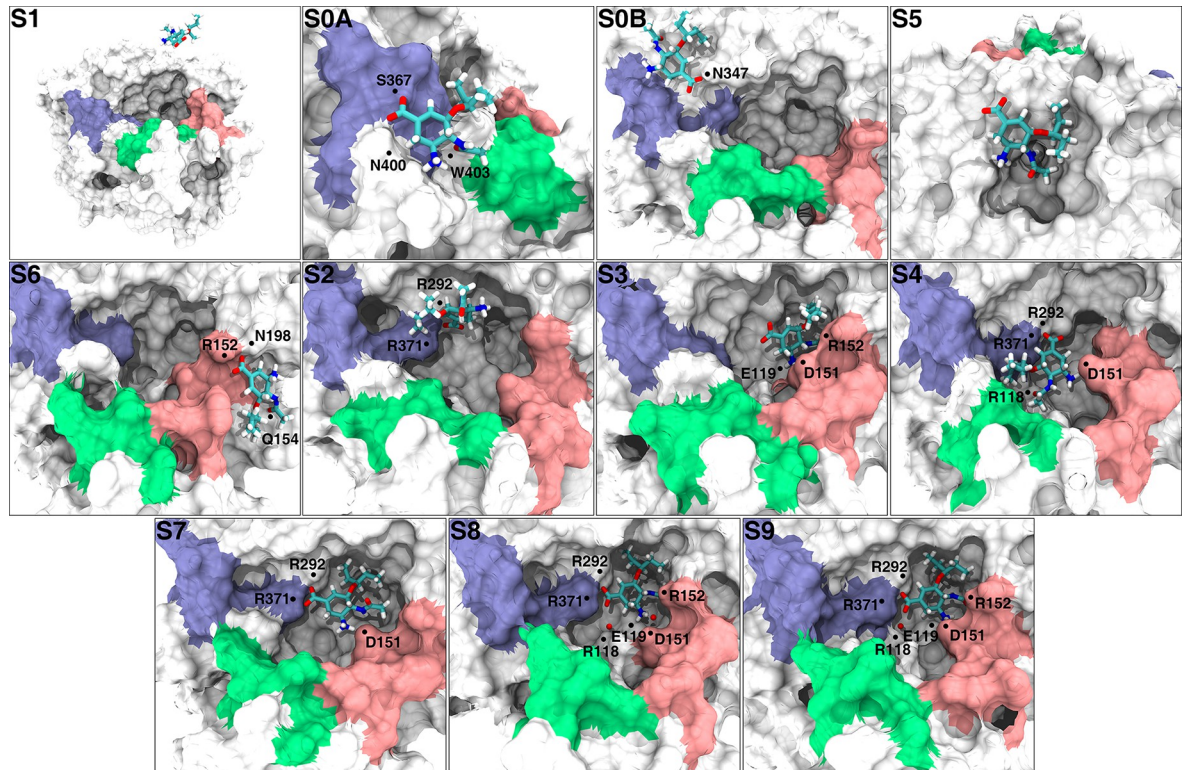 S1
S0A
S367
N400
W403
S0B
N347
S5
S6
R152
N198
Q154
S2
R292
R371
S3
R152
E119
D151
S4
R292
R371
D151
R118
S7
R292
R371
D151
S8
R292
R371
R152
E119
D151
R118
S9
R292
R371
R152
E119
D151
R118